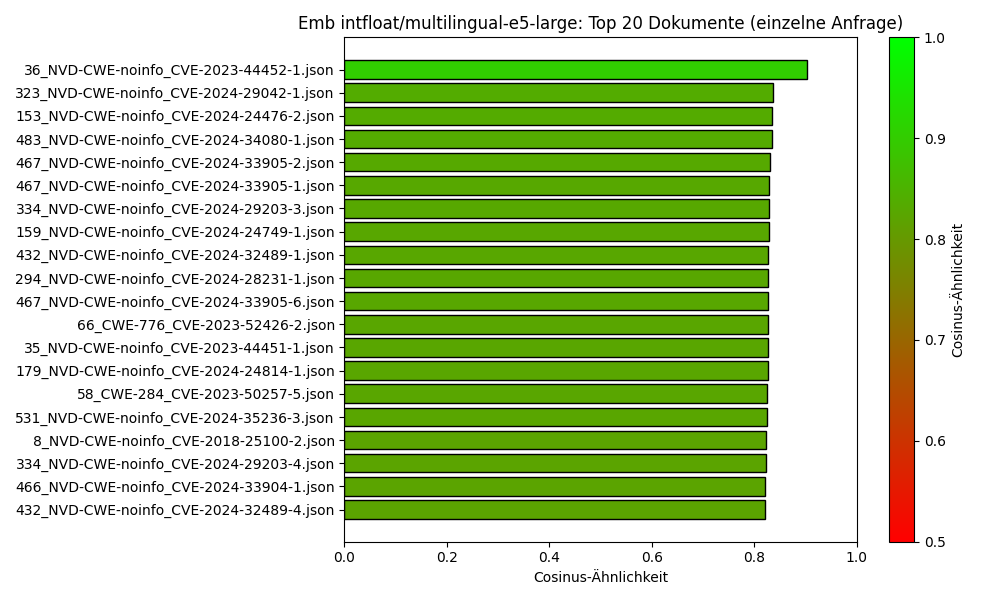 Emb intfloat/multilingual-e5-large: Top 20 Dokumente (einzelne Anfrage)
36_NVD-CWE-noinfo_CVE-2023-44452-1.json
323_NVD-CWE-noinfo_CVE-2024-29042-1.json
153_NVD-CWE-noinfo_CVE-2024-24476-2.json
483_NVD-CWE-noinfo_CVE-2024-34080-1.json
467_NVD-CWE-noinfo_CVE-2024-33905-2.json
467_NVD-CWE-noinfo_CVE-2024-33905-1.json
334_NVD-CWE-noinfo_CVE-2024-29203-3.json
159_NVD-CWE-noinfo_CVE-2024-24749-1.json
432_NVD-CWE-noinfo_CVE-2024-32489-1.json
294_NVD-CWE-noinfo_CVE-2024-28231-1.json
467_NVD-CWE-noinfo_CVE-2024-33905-6.json
66_CWE-776_CVE-2023-52426-2.json
35_NVD-CWE-noinfo_CVE-2023-44451-1.json
179_NVD-CWE-noinfo_CVE-2024-24814-1.json
58_CWE-284_CVE-2023-50257-5.json
531_NVD-CWE-noinfo_CVE-2024-35236-3.json
8_NVD-CWE-noinfo_CVE-2018-25100-2.json
334_NVD-CWE-noinfo_CVE-2024-29203-4.json
466_NVD-CWE-noinfo_CVE-2024-33904-1.json
432_NVD-CWE-noinfo_CVE-2024-32489-4.json
0.0 0.2 0.4 0.6 0.8 1.0
Cosinus-Ähnlichkeit
1.0
0.9
0.8
0.7
0.6
0.5
Cosinus-Ähnlichkeit